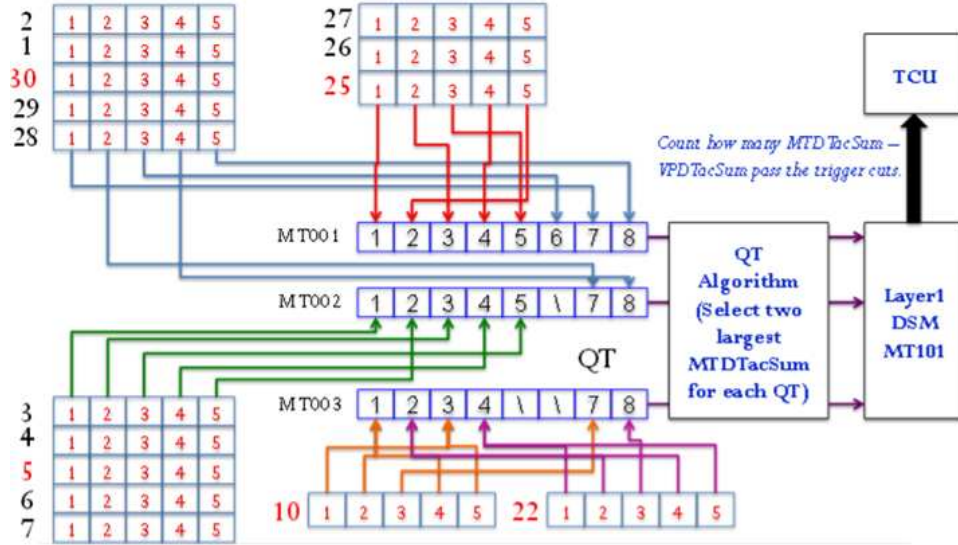 2 1 2 3 4 5
1 1 2 3 4 5
30 1 2 3 4 5
29 1 2 3 4 5
28 1 2 3 4 5
27 1 2 3 4 5
26 1 2 3 4 5
25 1 2 3 4 5
TCU
Count how many MTDTacSum –
VPDTacSum pass the trigger cuts.
MT001 1 2 3 4 5 6 7 8
MT002 1 2 3 4 5 \ 7 8
QT
MT003 1 2 3 4 \ \ 7 8
QT
Algorithm
(Select two
largest
MTDTacSum
for each QT)
Layer1
DSM
MT101
3 1 2 3 4 5
4 1 2 3 4 5
5 1 2 3 4 5
6 1 2 3 4 5
7 1 2 3 4 5
10 1 2 3 4 5
22 1 2 3 4 5